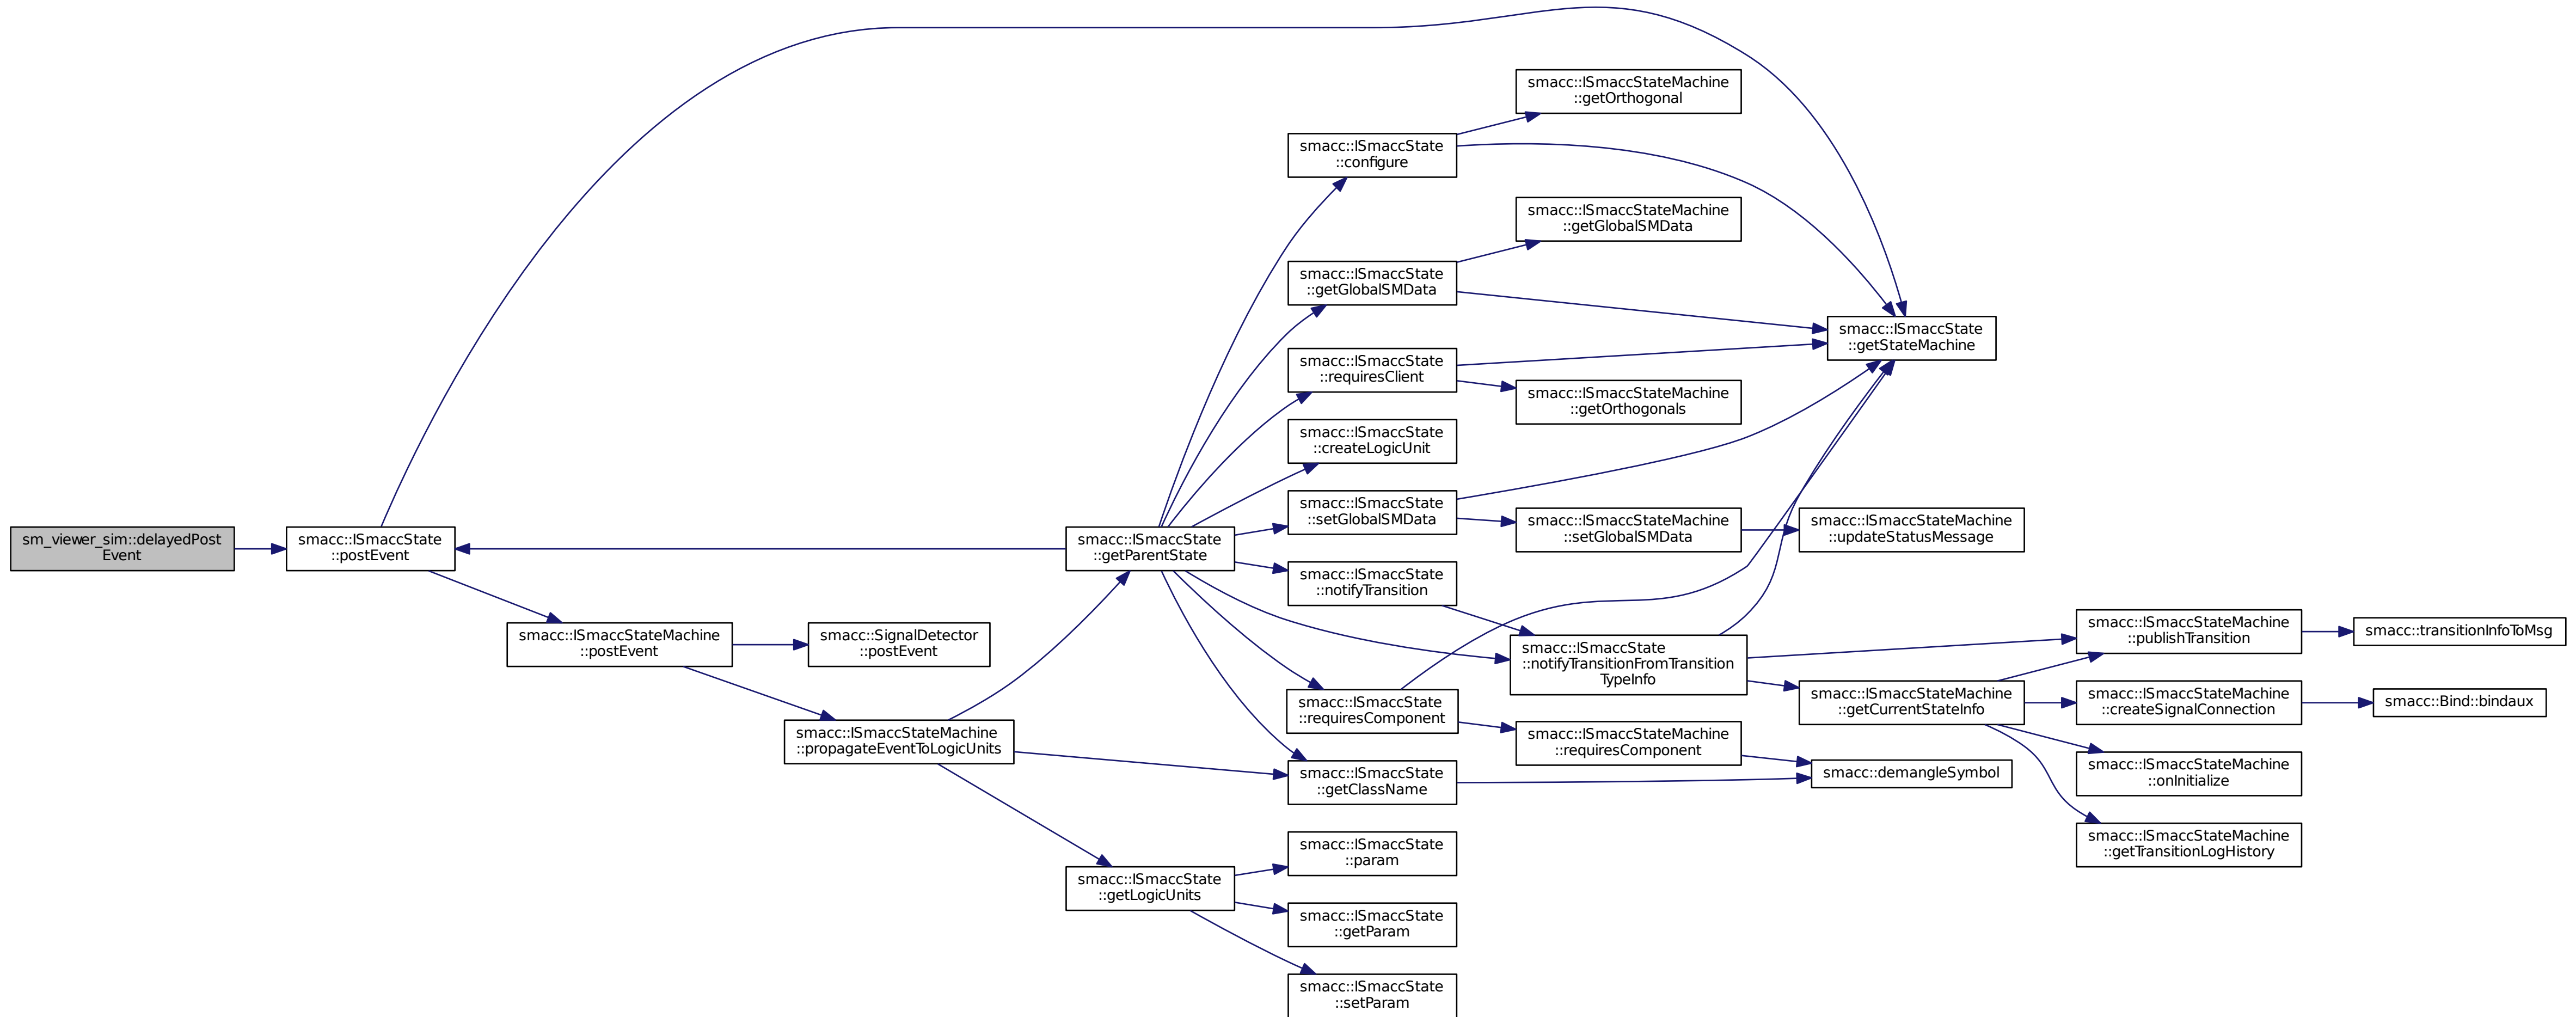 sm_viewer_sim::delayedPost
Event
smacc::ISmaccState
::postEvent
smacc::ISmaccStateMachine
::postEvent
smacc::SignalDetector
::postEvent
smacc::ISmaccStateMachine
::propagateEventToLogicUnits
smacc::ISmaccState
::getParentState
smacc::ISmaccState
::getLogicUnits
smacc::ISmaccState
::configure
smacc::ISmaccState
::getGlobalSMData
smacc::ISmaccState
::requiresClient
smacc::ISmaccState
::createLogicUnit
smacc::ISmaccState
::setGlobalSMData
smacc::ISmaccState
::notifyTransition
smacc::ISmaccState
::requiresComponent
smacc::ISmaccState
::getClassName
smacc::ISmaccState
::param
smacc::ISmaccState
::getParam
smacc::ISmaccState
::setParam
smacc::ISmaccStateMachine
::getOrthogonal
smacc::ISmaccStateMachine
::getGlobalSMData
smacc::ISmaccStateMachine
::getOrthogonals
smacc::ISmaccStateMachine
::setGlobalSMData
smacc::ISmaccState
::notifyTransitionFromTransition
TypeInfo
smacc::ISmaccStateMachine
::requiresComponent
smacc::ISmaccState
::getStateMachine
smacc::ISmaccStateMachine
::updateStatusMessage
smacc::ISmaccStateMachine
::getCurrentStateInfo
smacc::demangleSymbol
smacc::ISmaccStateMachine
::publishTransition
smacc::ISmaccStateMachine
::createSignalConnection
smacc::ISmaccStateMachine
::onInitialize
smacc::ISmaccStateMachine
::getTransitionLogHistory
smacc::transitionInfoToMsg
smacc::Bind::bindaux